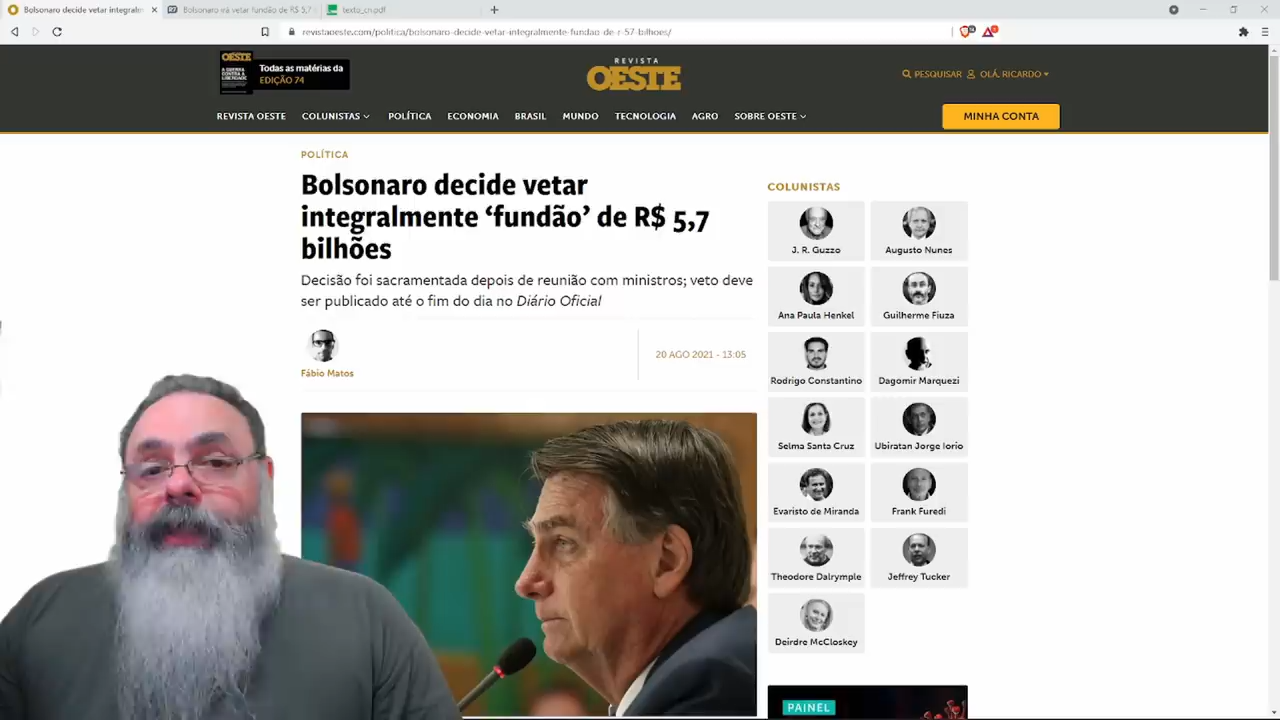 Bolsonaro decide vetar integralm
Bolsonaro irá vetar fundão de R$ 5,7
texto_cn.pdf
revistaoeste.com/politica/bolsonaro-decide-vetar-integralmente-fundao-de-r-57-bilhoes/
OESTE
Todas as matérias da
EDIÇÃO 74
REVISTA
OESTE
PESQUISAR
OLÁ, RICARDO
REVISTA OESTE
COLUNISTAS
POLÍTICA
ECONOMIA
BRASIL
MUNDO
TECNOLOGIA
AGRO
SOBRE OESTE
MINHA CONTA
POLÍTICA
Bolsonaro decide vetar
integralmente ‘fundão’ de R$ 5,7
bilhões
Decisão foi sacramentada depois de reunião com ministros; veto deve
ser publicado até o fim do dia no Diário Oficial
Fábio Matos
20 AGO 2021 - 13:05
COLUNISTAS
J. R. Guzzo
Augusto Nunes
Ana Paula Henkel
Guilherme Fiuza
Rodrigo Constantino
Dagomir Marquezi
Selma Santa Cruz
Ubiratan Jorge Iorio
Evaristo de Miranda
Frank Furedi
Theodore Dalrymple
Jeffrey Tucker
Deirdre McCloskey
PAINEL